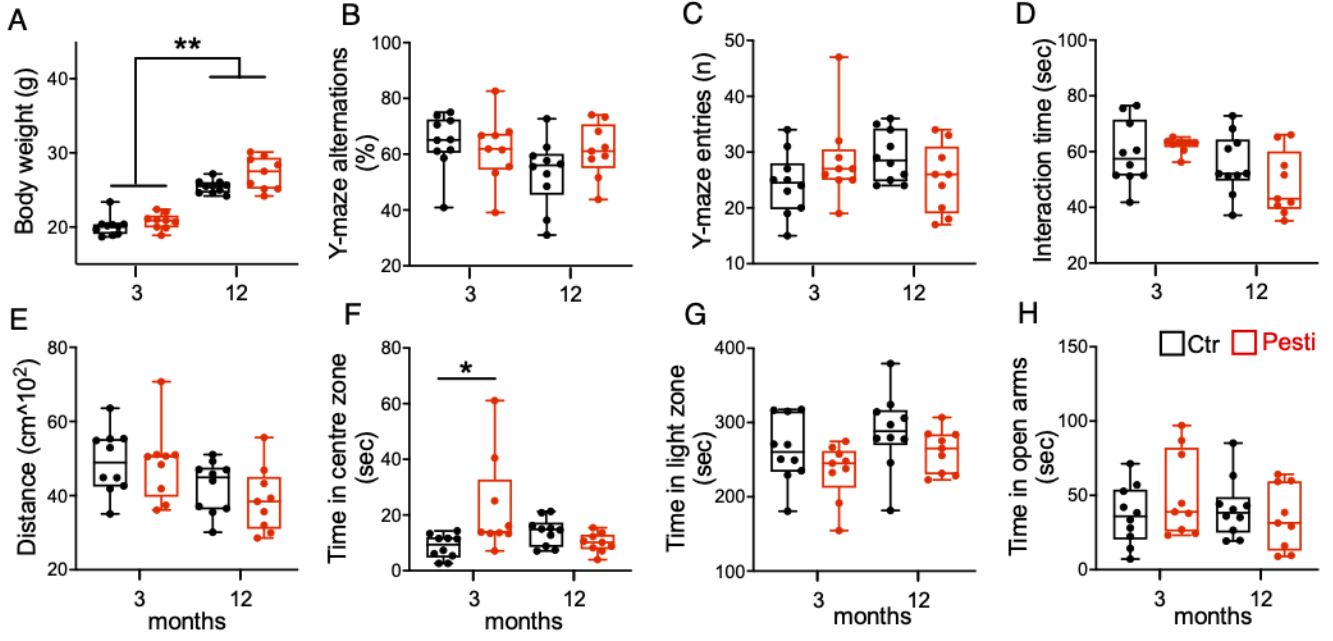 A
Body weight (g)
40
30
20
**
3
12
B
Y-maze alternations
(%)
100
80
60
40
20
3
12
C
Y-maze entries (n)
50
40
30
20
10
3
12
D
Interaction time (sec)
100
80
60
40
20
3
12
E
Distance (cm^10²)
80
60
40
20
3
12
months
F
Time in centre zone
(sec)
80
60
40
20
0
*
3
12
months
G
Time in light zone
(sec)
400
300
200
100
3
12
months
H
Time in open arms
(sec)
150
100
50
0
Ctr
Pesti
3
12
months